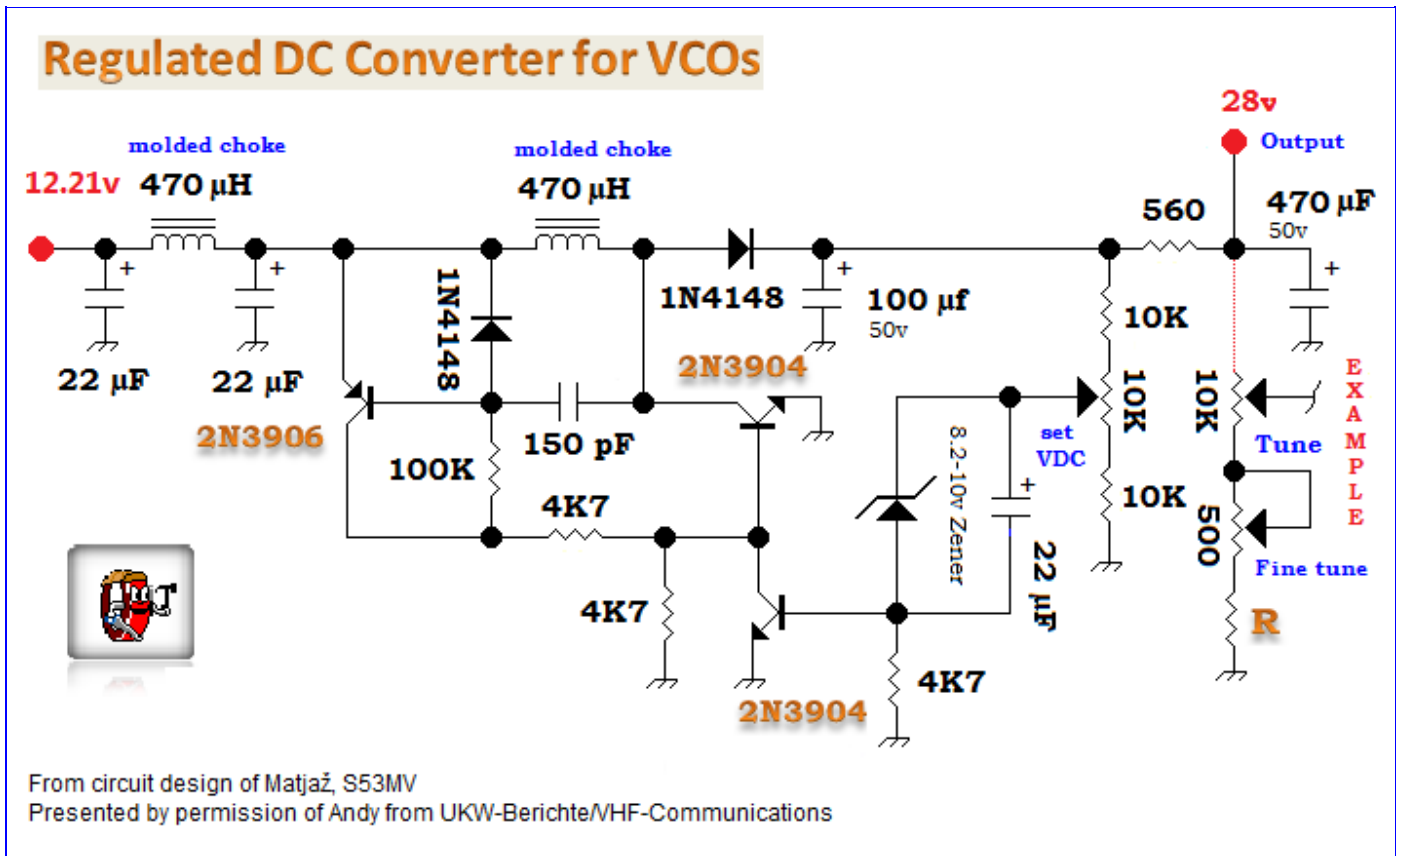 Regulated DC Converter for VCOs
28v
Output
molded choke
molded choke
12.21v
470 µH
470 µH
560
470 µF
50v
+
+
+
+
1N4148
1N4148
100 µf
50v
10K
22 µF
22 µF
2N3904
2N3906
150 pF
100K
4K7
8.2-10v Zener
+
set
VDC
10K
10K
Tune
EXAMPLE
10K
500
Fine tune
22 µF
4K7
4K7
R
2N3904
From circuit design of Matjaž, S53MV
Presented by permission of Andy from UKW-Berichte/VHF-Communications